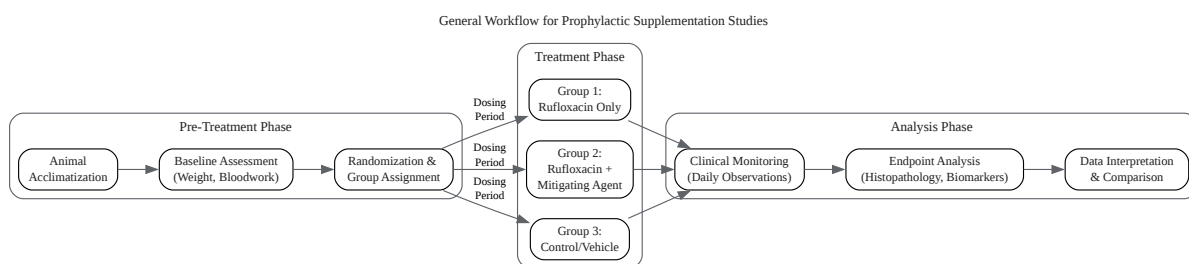 General Workflow for Prophylactic Supplementation Studies
Pre-Treatment Phase
Animal
Acclimatization
Baseline Assessment
(Weight, Bloodwork)
Randomization &
Group Assignment
Dosing
Period
Dosing
Period
Dosing
Period
Treatment Phase
Group 1:
Rufloxacin Only
Group 2:
Rufloxacin +
Mitigating Agent
Group 3:
Control/Vehicle
Analysis Phase
Clinical Monitoring
(Daily Observations)
Endpoint Analysis
(Histopathology, Biomarkers)
Data Interpretation
& Comparison